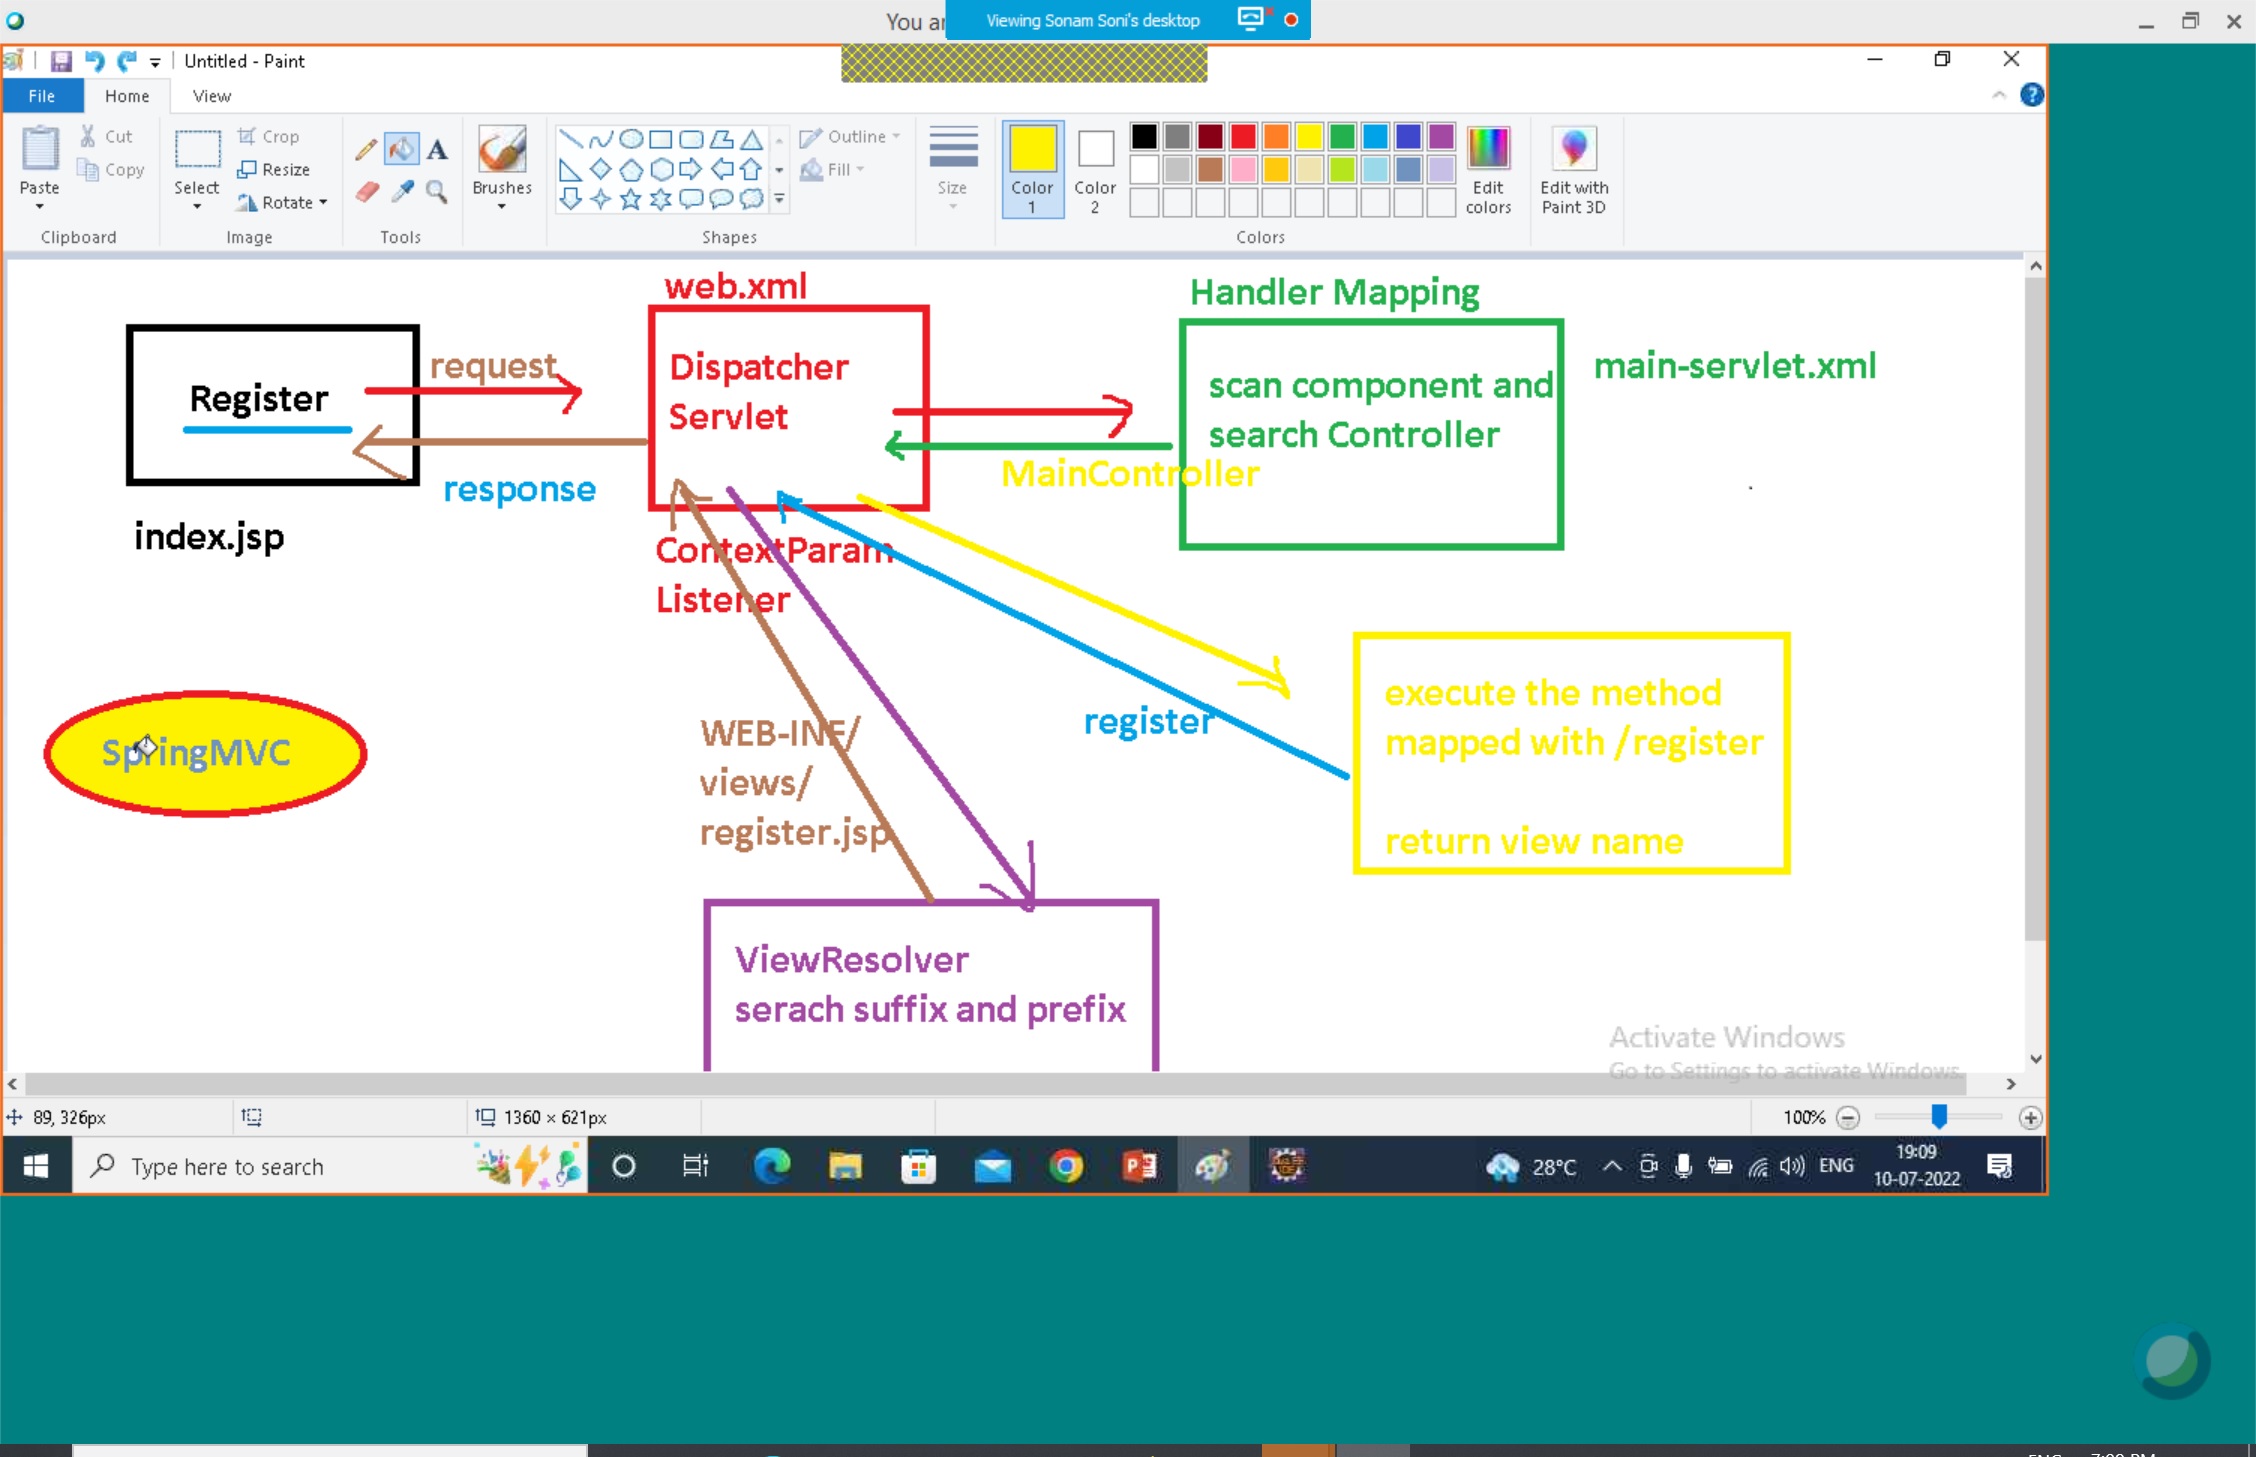 You ar
Viewing Sonam Soni's desktop
Untitled - Paint
File
Home
View
Paste
Cut
Copy
Clipboard
Select
Crop
Resize
Rotate
Image
A
Tools
Brushes
Shapes
Outline
Fill
Size
Color
1
Color
2
Edit
colors
Colors
Edit with
Paint 3D
web.xml
Handler Mapping
Register
request
response
index.jsp
Dispatcher
Servlet
ContextParam
Listener
scan component and
search Controller
main-servlet.xml
MainController
SpringMVC
WEB-INF/
views/
register.jsp
register
execute the method
mapped with /register
return view name
ViewResolver
serach suffix and prefix
Activate Windows
Go to Settings to activate Windows.
89, 326px
1360 × 621px
100%
Type here to search
28°C
ENG
19:09
10-07-2022